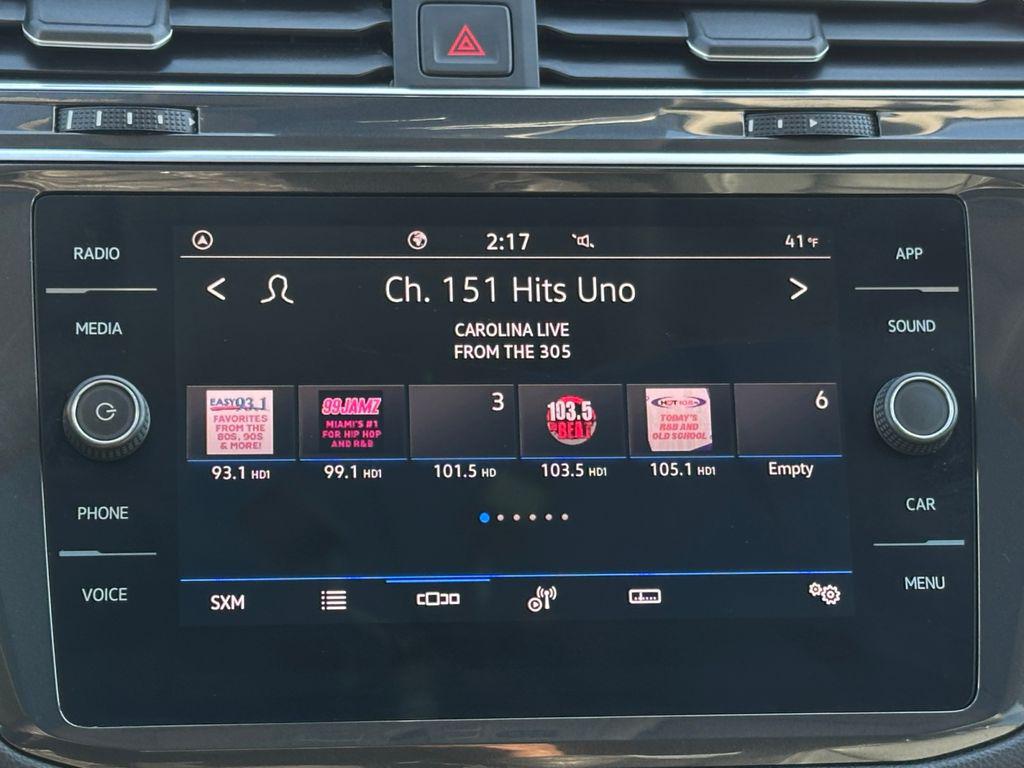 RADIO
MEDIA
PHONE
VOICE
2:17
41°F
< Ch. 151 Hits Uno >
CAROLINA LIVE
FROM THE 305
EASY93.1
FAVORITES
FROM THE
80S, 90S
& MORE!
93.1 HD1
99JAMZ
MIAMI'S #1
FOR HIP HOP
AND R&B
99.1 HD1
3
101.5 HD
103.5
BEAT
103.5 HD1
HOT 105
TODAY'S
R&B AND
OLD SCHOOL
105.1 HD1
6
Empty
SXM
APP
SOUND
CAR
MENU